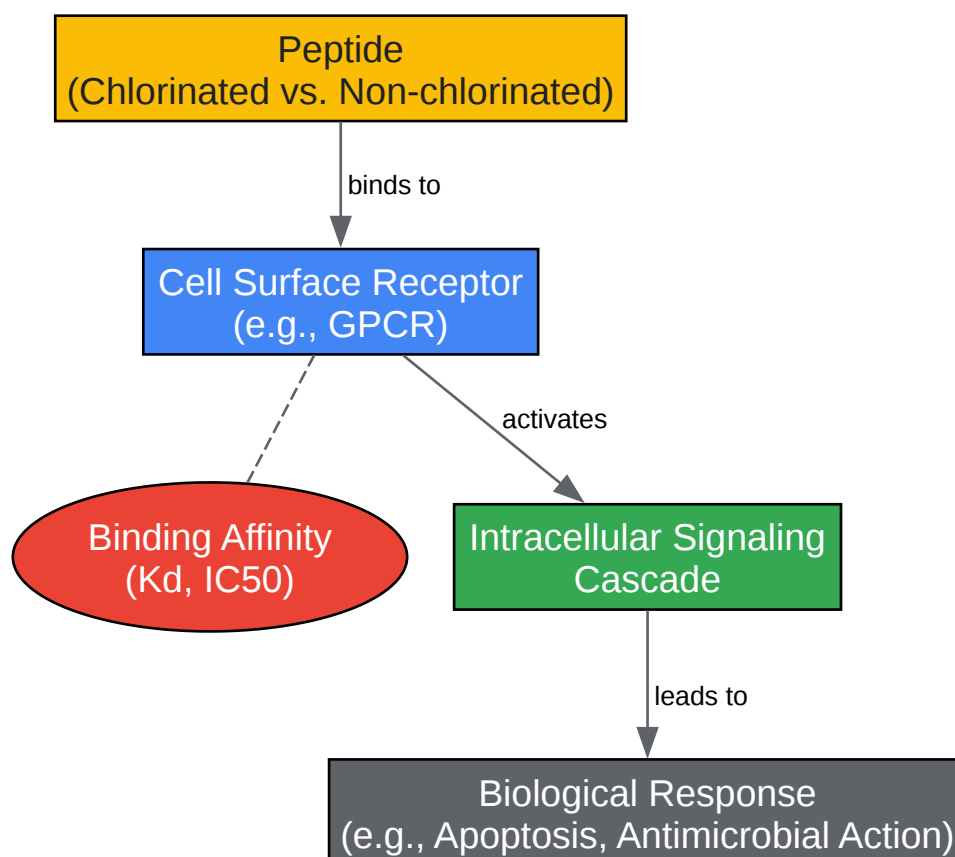 Peptide
(Chlorinated vs. Non-chlorinated)
binds to
Cell Surface Receptor
(e.g., GPCR)
activates
Binding Affinity
(Kd, IC50)
Intracellular Signaling
Cascade
leads to
Biological Response
(e.g., Apoptosis, Antimicrobial Action)